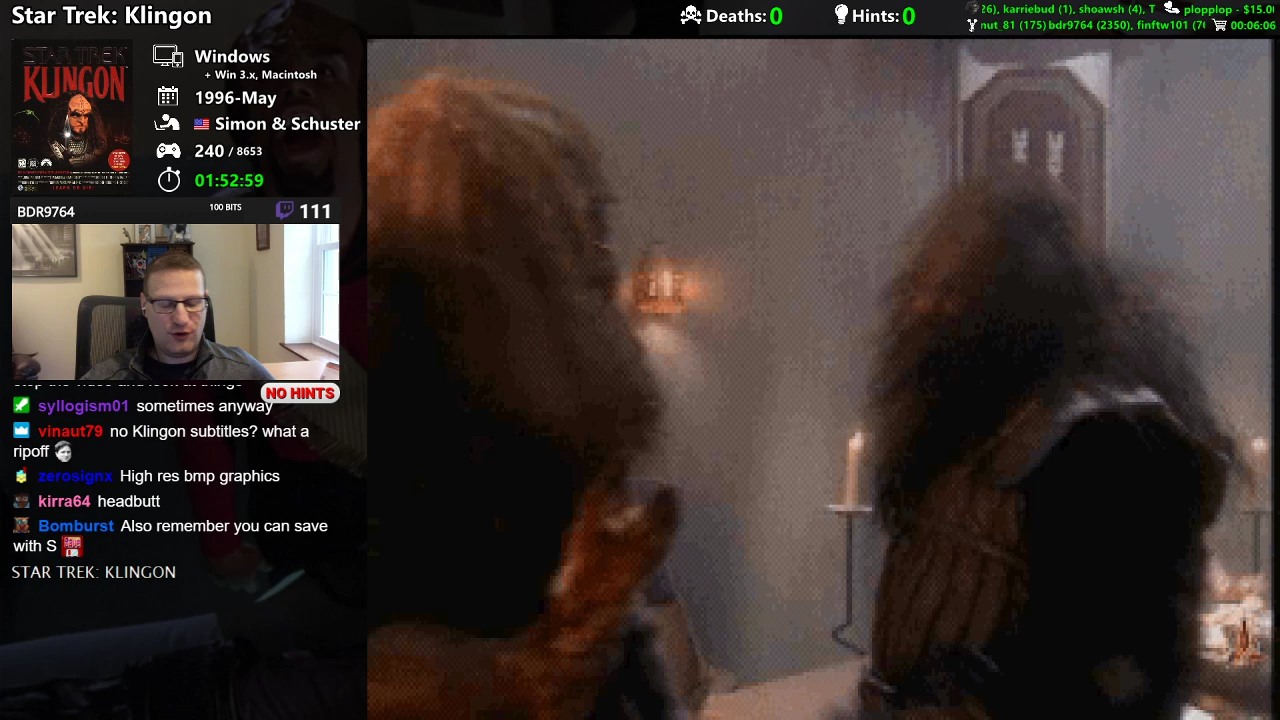 Star Trek: Klingon
Deaths: 0
Hints: 0
26), karriebud (1), shoawsh (4), T
plopplop - $15.0
nut_81 (175) bdr9764 (2350), finftw101 (7
00:06:06
STAR TREK
KLINGON
Windows
+ Win 3.x, Macintosh
1996-May
Simon & Schuster
240 / 8653
01:52:59
BDR9764
100 BITS
111
NO HINTS
syllogism01 sometimes anyway
vinaut79 no Klingon subtitles? what a
ripoff
zerosignx High res bmp graphics
kirra64 headbutt
Bomburst Also remember you can save
with S
STAR TREK: KLINGON